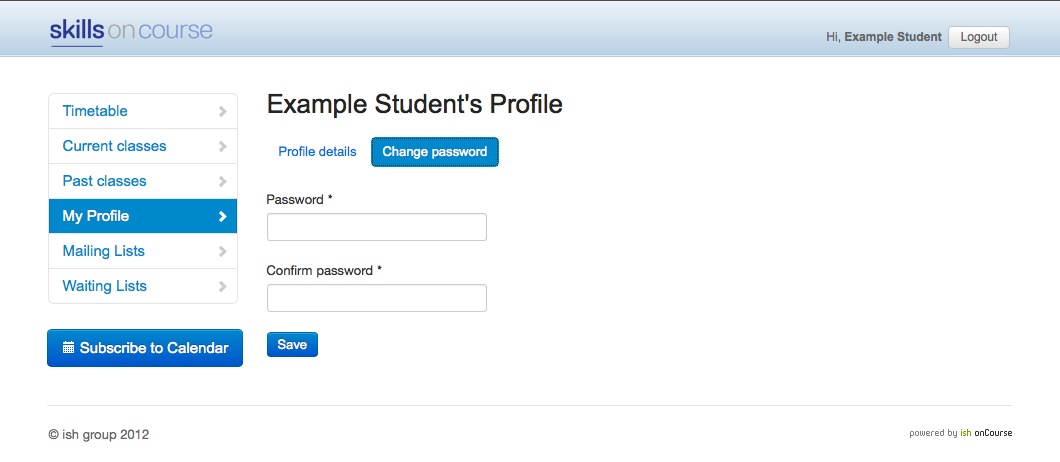 skills on course
Hi, Example Student Logout
Timetable
Current classes
Past classes
My Profile
Mailing Lists
Waiting Lists
Subscribe to Calendar
Example Student's Profile
Profile details Change password
Password *
Confirm password *
Save
© ish group 2012
powered by ish onCourse